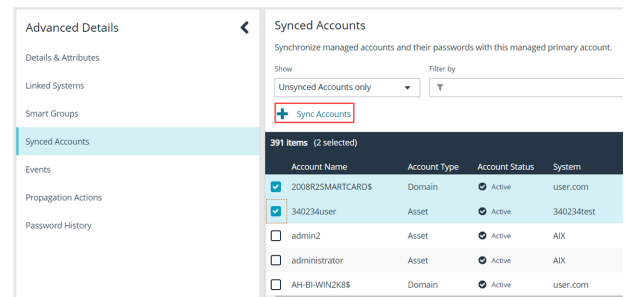 Advanced Details
Details & Attributes
Linked Systems
Smart Groups
Synced Accounts
Events
Propagation Actions
Password History
Synced Accounts
Synchronize managed accounts and their passwords with this managed primary account.
Show Filter by
Unsynced Accounts only
Sync Accounts
391 items (2 selected)
Account Name Account Type Account Status System
2008R2SMARTCARD$ Domain Active user.com
340234user Asset Active 340234test
admin2 Asset Active AIX
administrator Asset Active AIX
AH-BI-WIN2K8$ Domain Active user.com